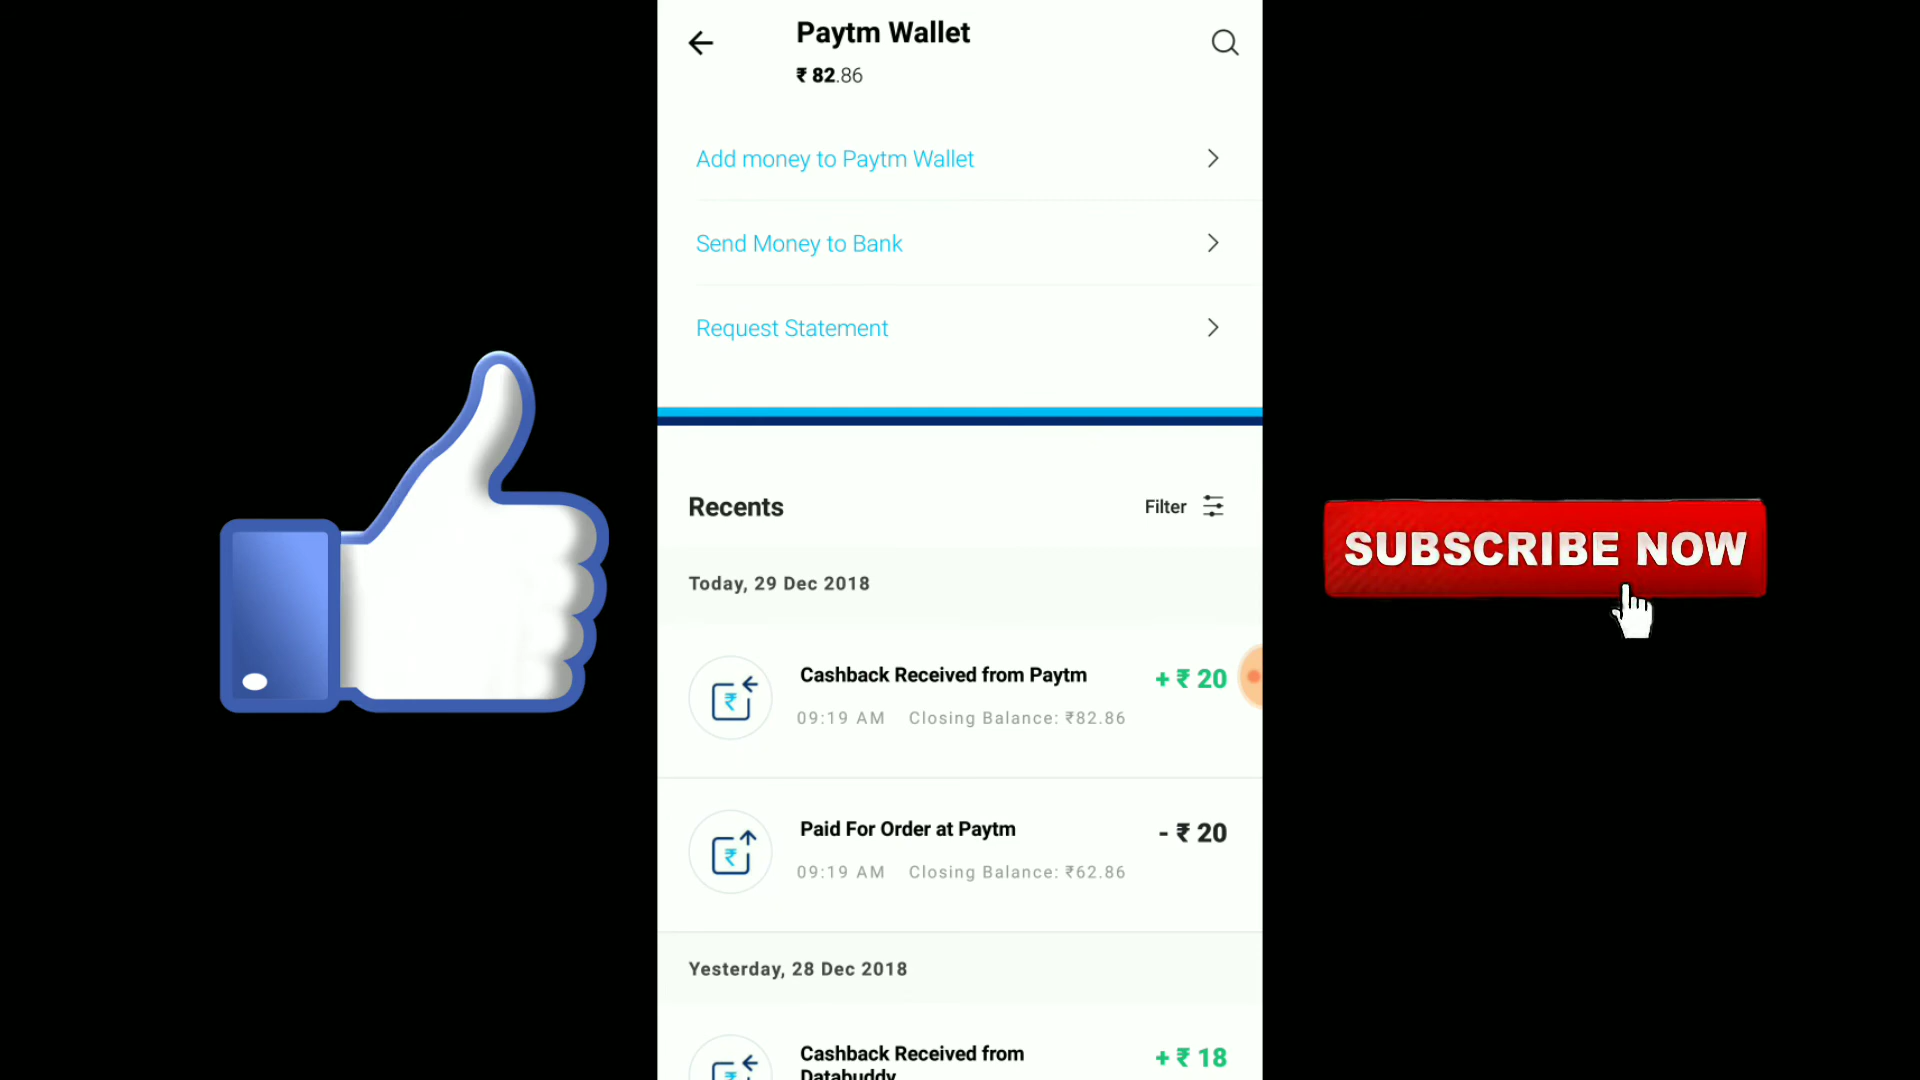 Paytm Wallet
₹ 82.86
Add money to Paytm Wallet
Send Money to Bank
Request Statement
Recents
Filter
Today, 29 Dec 2018
Cashback Received from Paytm
+ ₹ 20
09:19 AM Closing Balance: ₹82.86
Paid For Order at Paytm
- ₹ 20
09:19 AM Closing Balance: ₹62.86
Yesterday, 28 Dec 2018
Cashback Received from
Databuddy
+ ₹ 18
SUBSCRIBE NOW